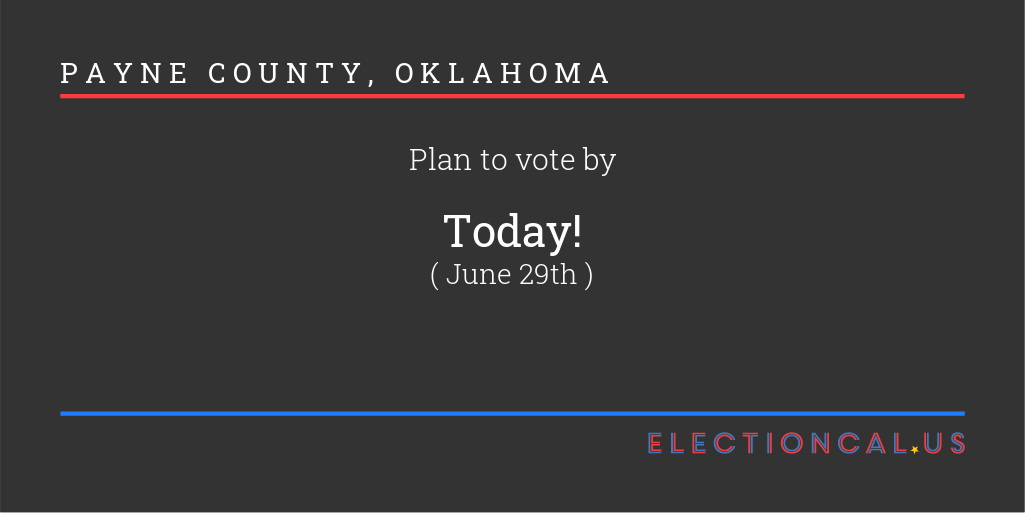 PAYNE COUNTY, OKLAHOMA
Plan to vote by
Today!
( June 29th )
ELECTIONCAL.US